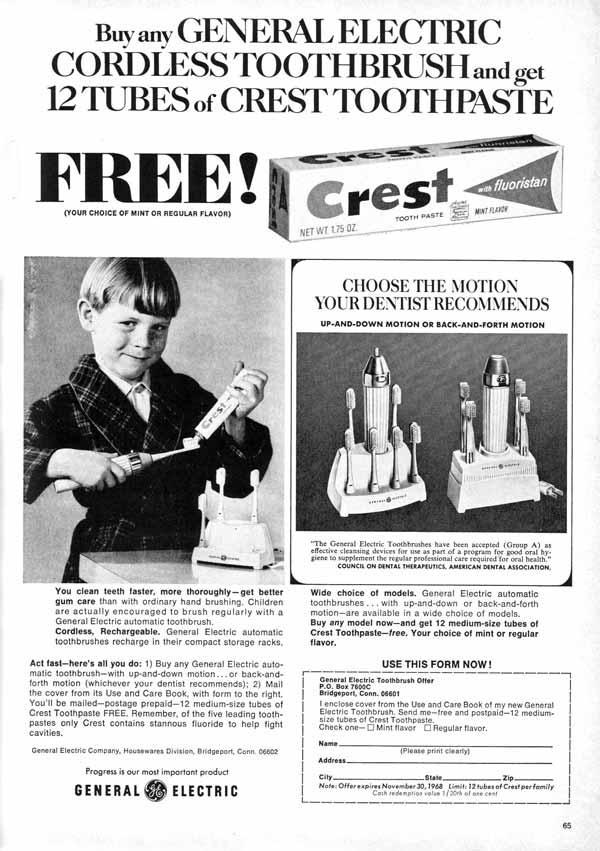 Buy any GENERAL ELECTRIC
CORDLESS TOOTHBRUSH and get
12 TUBES of CREST TOOTHPASTE
FREE!
(YOUR CHOICE OF MINT OR REGULAR FLAVOR)
Crest
with fluoristan
TOOTH PASTE
MINT FLAVOR
NET WT. 1.75 OZ.
Crest
CHOOSE THE MOTION
YOUR DENTIST RECOMMENDS
UP-AND-DOWN MOTION OR BACK-AND-FORTH MOTION
GENERAL ELECTRIC
GENERAL ELECTRIC
"The General Electric Toothbrushes have been accepted (Group A) as
effective cleansing devices for use as part of a program for good oral hy-
giene to supplement the regular professional care required for oral health."
COUNCIL ON DENTAL THERAPEUTICS, AMERICAN DENTAL ASSOCIATION.
You clean teeth faster, more thoroughly—get better
gum care than with ordinary hand brushing. Children
are actually encouraged to brush regularly with a
General Electric automatic toothbrush.
Cordless, Rechargeable. General Electric automatic
toothbrushes recharge in their compact storage racks.
Act fast—here's all you do: 1) Buy any General Electric auto-
matic toothbrush—with up-and-down motion...or back-and-
forth motion (whichever your dentist recommends); 2) Mail
the cover from its Use and Care Book, with form to the right.
You'll be mailed—postage prepaid—12 medium-size tubes of
Crest Toothpaste FREE. Remember, of the five leading tooth-
pastes only Crest contains stannous fluoride to help fight
cavities.
General Electric Company, Housewares Division, Bridgeport, Conn. 06602
Progress is our most important product
GENERAL GE ELECTRIC
Wide choice of models. General Electric automatic
toothbrushes...with up-and-down or back-and-forth
motion—are available in a wide choice of models.
Buy any model now—and get 12 medium-size tubes of
Crest Toothpaste—free. Your choice of mint or regular
flavor.
USE THIS FORM NOW!
General Electric Toothbrush Offer
P.O. Box 7600C
Bridgeport, Conn. 06601
I enclose cover from the Use and Care Book of my new General
Electric Toothbrush. Send me—free and postpaid—12 medium-
size tubes of Crest Toothpaste.
Check one— □ Mint flavor □ Regular flavor.
Name
(Please print clearly)
Address
City State Zip
Note: Offer expires November 30, 1968 Limit: 12 tubes of Crest per family
Cash redemption value 1/20th of one cent
65